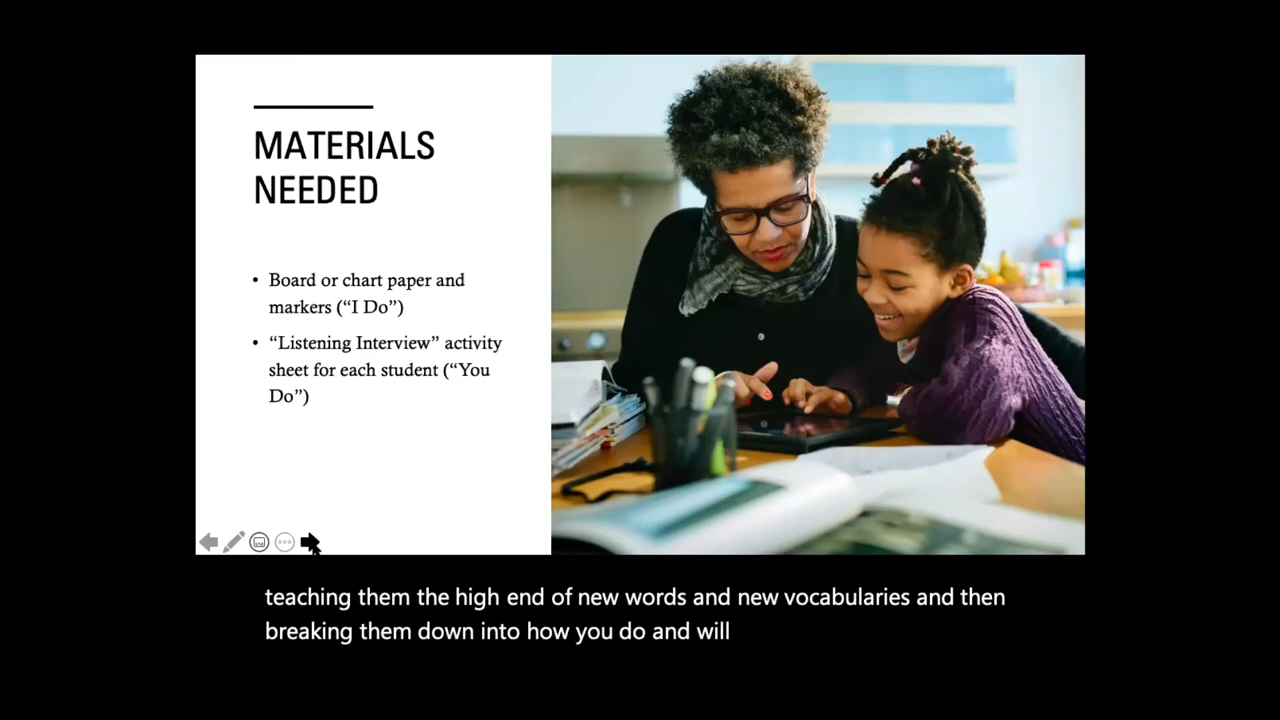 MATERIALS
NEEDED
• Board or chart paper and
markers (“I Do”)
• “Listening Interview” activity
sheet for each student (“You
Do”)
teaching them the high end of new words and new vocabularies and then
breaking them down into how you do and will